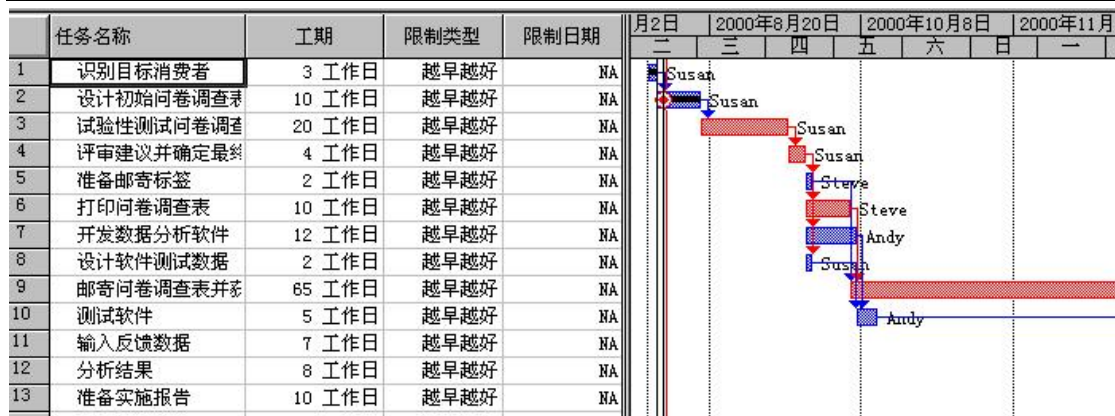 任务名称 工期 限制类型 限制日期 月2日 2000年8月20日 2000年10月8日 2000年11月
二 三 四 五 六 日 一
1 识别目标消费者 3 工作日 越早越好 NA Susan
2 设计初始问卷调查表 10 工作日 越早越好 NA Susan
3 试验性测试问卷调查 20 工作日 越早越好 NA Susan
4 评审建议并确定最终 4 工作日 越早越好 NA Susan
5 准备邮寄标签 2 工作日 越早越好 NA Steve
6 打印问卷调查表 10 工作日 越早越好 NA Steve
7 开发数据分析软件 12 工作日 越早越好 NA Andy
8 设计软件测试数据 2 工作日 越早越好 NA Susan
9 邮寄问卷调查表并获 65 工作日 越早越好 NA
10 测试软件 5 工作日 越早越好 NA Andy
11 输入反馈数据 7 工作日 越早越好 NA
12 分析结果 8 工作日 越早越好 NA
13 准备实施报告 10 工作日 越早越好 NA